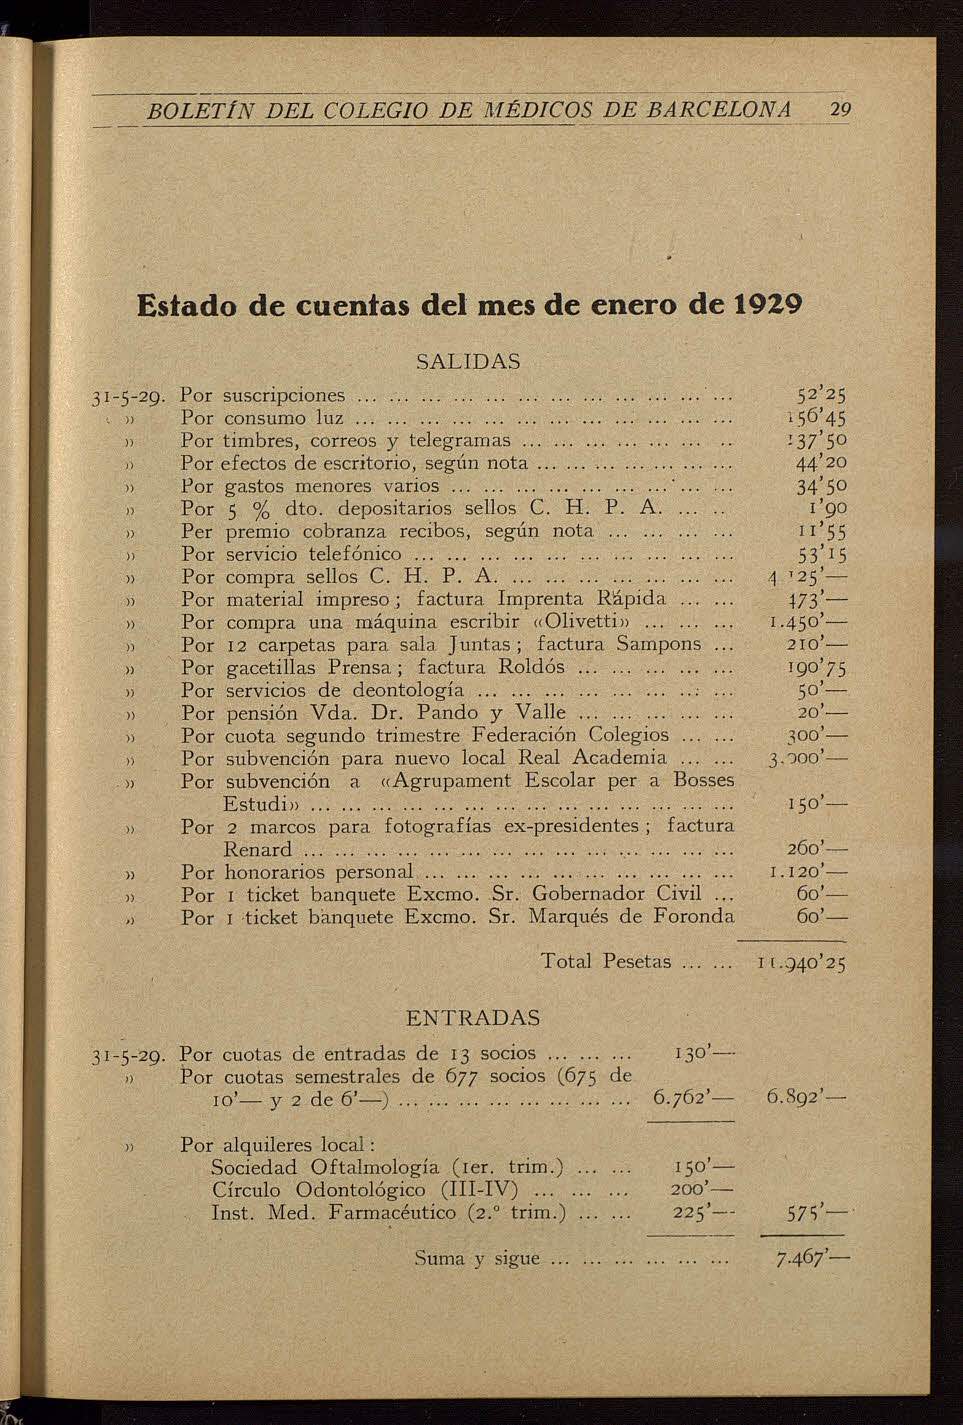 BOLETÍN DEL COLEGIO DE MÉDICOS DE BARCELONA 29
Estado de cuentas del mes de enero de 1929
SALIDAS
31-5-29. Por suscripciones ... ... ... ... ... ... ... ... ... ... ... ... 52'25
» Por consumo luz ... ... ... ... ... ... ... ... ... ... ... ... 156'45
» Por timbres, correos y telegramas ... ... ... ... ... ... .. 137'50
» Por efectos de escritorio, según nota ... ... ... ... ... ... ... 44'20
» Por gastos menores varios ... ... ... ... ... ... ... ... ... 34'50
» Por 5 % dto. depositarios sellos C. H. P. A. ... .. 1'90
» Per premio cobranza recibos, según nota ... ... ... ... 11'55
» Por servicio telefónico ... ... ... ... ... ... ... ... ... ... 53'15
» Por compra sellos C. H. P. A. ... ... ... ... ... ... ... 4 125'—
» Por material impreso ; factura Imprenta Rápida ... ... 473'—
» Por compra una máquina escribir «Olivetti» ... ... ... 1.450'—
» Por 12 carpetas para sala Juntas ; factura Sampons ... 210'—
» Por gacetillas Prensa ; factura Roldós ... ... ... ... ... 190'75
» Por servicios de deontología ... ... ... ... ... ... ... ... 50'—
» Por pensión Vda. Dr. Pando y Valle ... ... ... ... ... 20'—
» Por cuota segundo trimestre Federación Colegios ... ... 300'—
» Por subvención para nuevo local Real Academia ... ... 3.000'—
» Por subvención a «Agrupament Escolar per a Bosses
Estudi» ... ... ... ... ... ... ... ... ... ... ... ... ... ... 150'—
» Por 2 marcos para fotografías ex-presidentes ; factura
Renard ... ... ... ... ... ... ... ... ... ... ... ... ... ... 260'—
» Por honorarios personal ... ... ... ... ... ... ... ... ... ... 1.120'—
» Por 1 ticket banquete Excmo. Sr. Gobernador Civil ... 60'—
» Por 1 ticket banquete Excmo. Sr. Marqués de Foronda 60'—
Total Pesetas ... ... 11.940'25
ENTRADAS
31-5-29. Por cuotas de entradas de 13 socios ... ... ... 130'—
» Por cuotas semestrales de 677 socios (675 de
10'— y 2 de 6'—) ... ... ... ... ... ... ... ... 6.762'— 6.892'—
» Por alquileres local :
Sociedad Oftalmología (1er. trim.) ... ... 150'—
Círculo Odontológico (III-IV) ... ... ... 200'—
Inst. Med. Farmacéutico (2.º trim.) ... ... 225'— 575'—
Suma y sigue ... ... ... ... ... ... 7.467'—